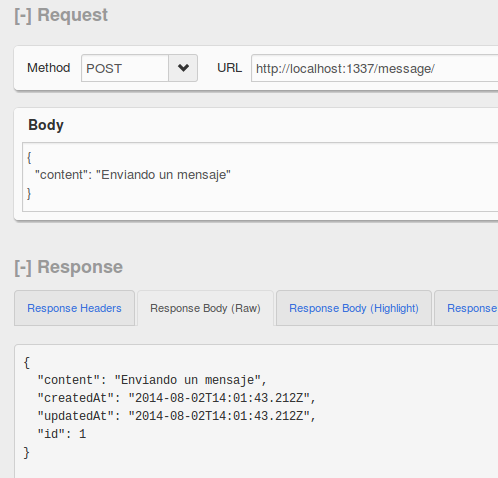 [-] Request
Method POST URL http://localhost:1337/message/
Body
{
"content": "Enviando un mensaje"
}
[-] Response
Response Headers Response Body (Raw) Response Body (Highlight) Response
{
"content": "Enviando un mensaje",
"createdAt": "2014-08-02T14:01:43.212Z",
"updatedAt": "2014-08-02T14:01:43.212Z",
"id": 1
}